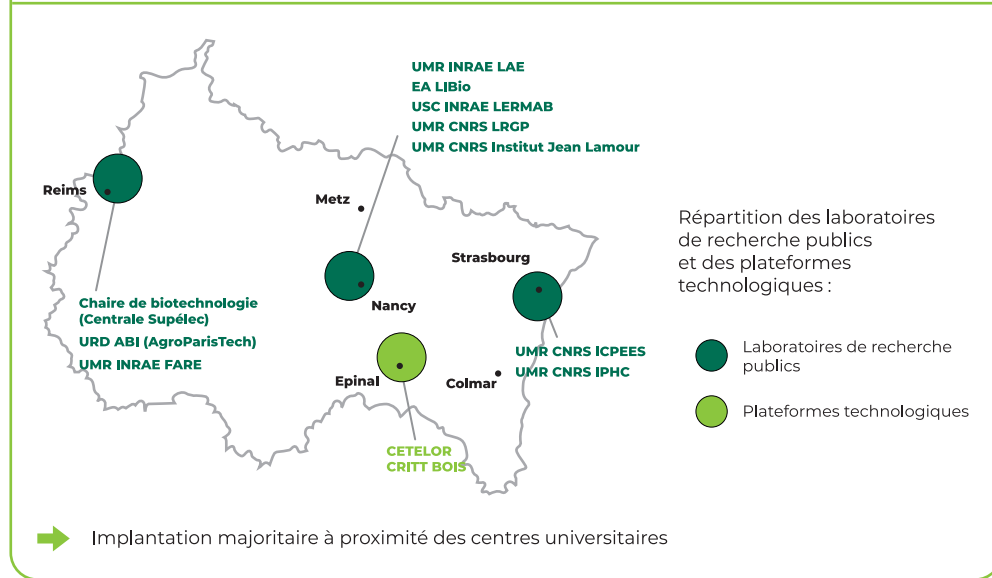 UMR INRAE LAE
EA LIBio
USC INRAE LERMAB
UMR CNRS LRGP
UMR CNRS Institut Jean Lamour
Reims
Metz
Strasbourg
Nancy
Chaire de biotechnologie
(Centrale Supélec)
URD ABI (AgroParisTech)
UMR INRAE FARE
Epinal
Colmar
UMR CNRS ICPEES
UMR CNRS IPHC
CETELOR
CRITT BOIS
Répartition des laboratoires
de recherche publics
et des plateformes
technologiques :
Laboratoires de recherche
publics
Plateformes technologiques
Implantation majoritaire à proximité des centres universitaires